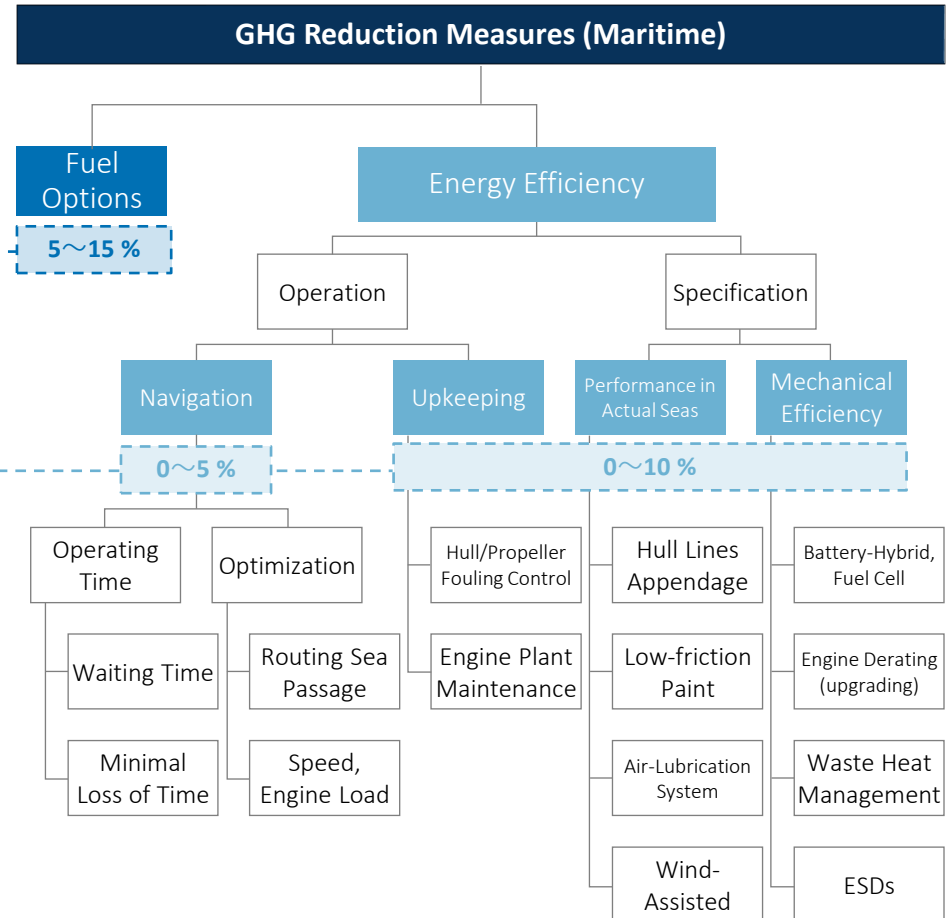 GHG Reduction Measures (Maritime)
Fuel
Options
5～15 %
Energy Efficiency
Operation
Specification
Navigation
Upkeeping
Performance in
Actual Seas
Mechanical
Efficiency
0～5 %
0～10 %
Operating
Time
Optimization
Hull/Propeller
Fouling Control
Hull Lines
Appendage
Battery-Hybrid,
Fuel Cell
Waiting Time
Routing Sea
Passage
Engine Plant
Maintenance
Low-friction
Paint
Engine Derating
(upgrading)
Minimal
Loss of Time
Speed,
Engine Load
Air-Lubrication
System
Waste Heat
Management
Wind-
Assisted
ESDs